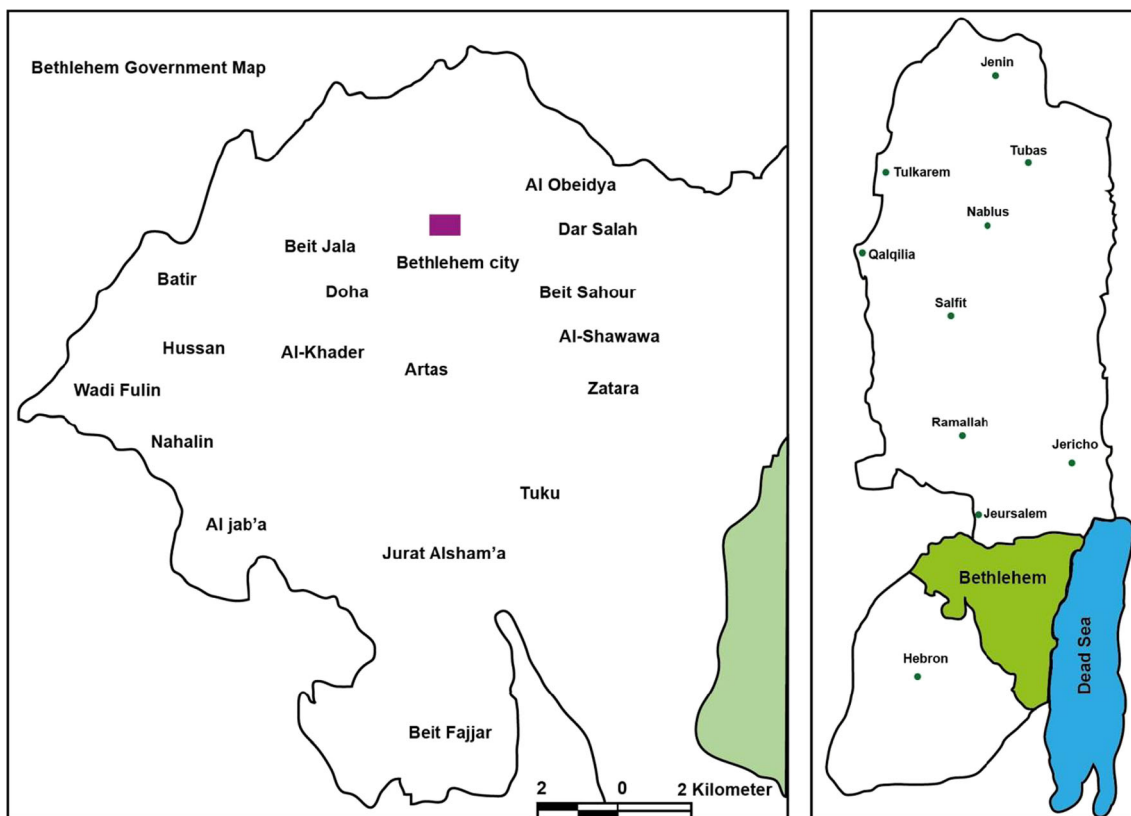 Bethlehem Government Map
Al Obeidya
Dar Salah
Beit Jala
Bethlehem city
Batir
Doha
Beit Sahour
Al-Shawawa
Hussan
Al-Khader
Artas
Wadi Fulin
Zatara
Nahalin
Tuku
Al jab'a
Jurat Alsham'a
Beit Fajjar
2 0 2 Kilometer
Jenin
Tubas
Tulkarem
Nablus
Qalqilia
Salfit
Ramallah
Jericho
Jeursalem
Bethlehem
Hebron
Dead Sea